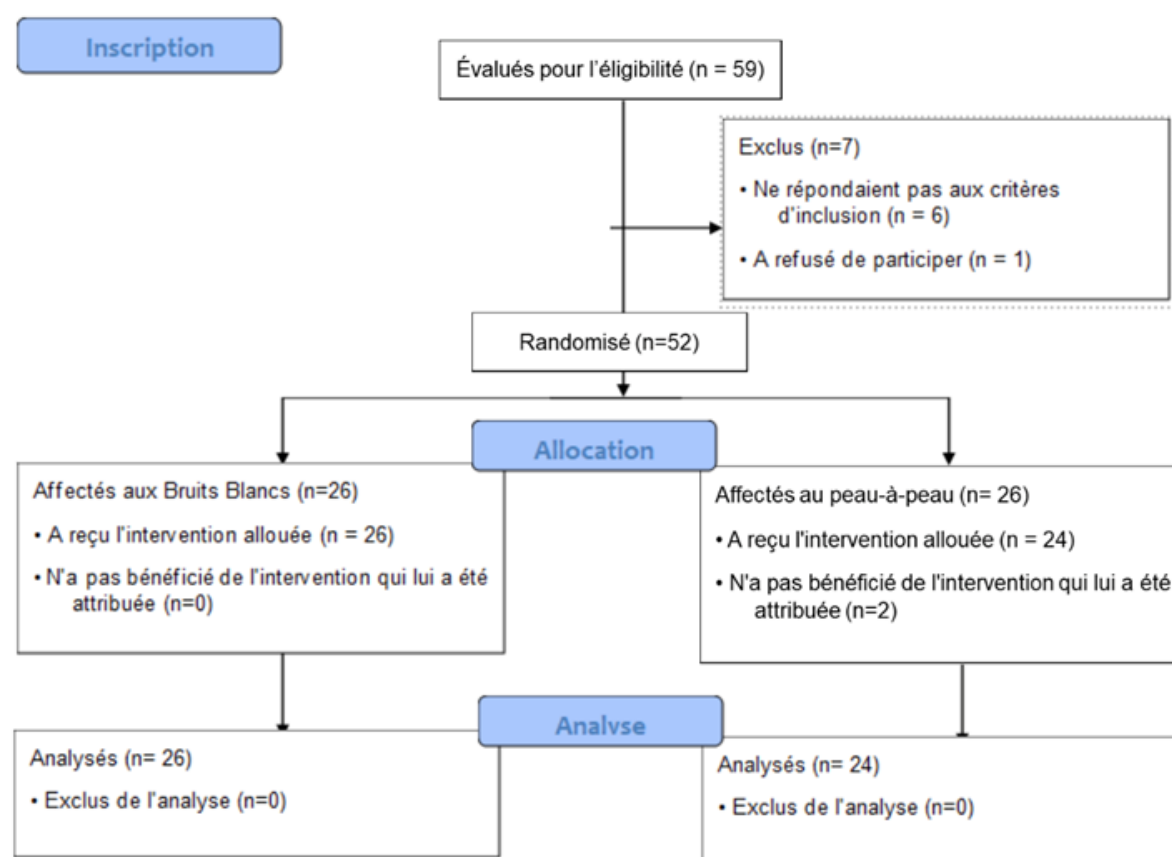 Inscription
Évalués pour l'éligibilité (n = 59)
Exclus (n=7)
• Ne répondaient pas aux critères
d'inclusion (n = 6)
• A refusé de participer (n = 1)
Randomisé (n=52)
Allocation
Affectés aux Bruits Blancs (n=26)
• A reçu l'intervention allouée (n = 26)
• N'a pas bénéficié de l'intervention qui lui a été
attribuée (n=0)
Affectés au peau-à-peau (n= 26)
• A reçu l'intervention allouée (n = 24)
• N'a pas bénéficié de l'intervention qui lui a été
attribuée (n=2)
Analyse
Analysés (n= 26)
• Exclus de l'analyse (n=0)
Analysés (n= 24)
• Exclus de l'analyse (n=0)